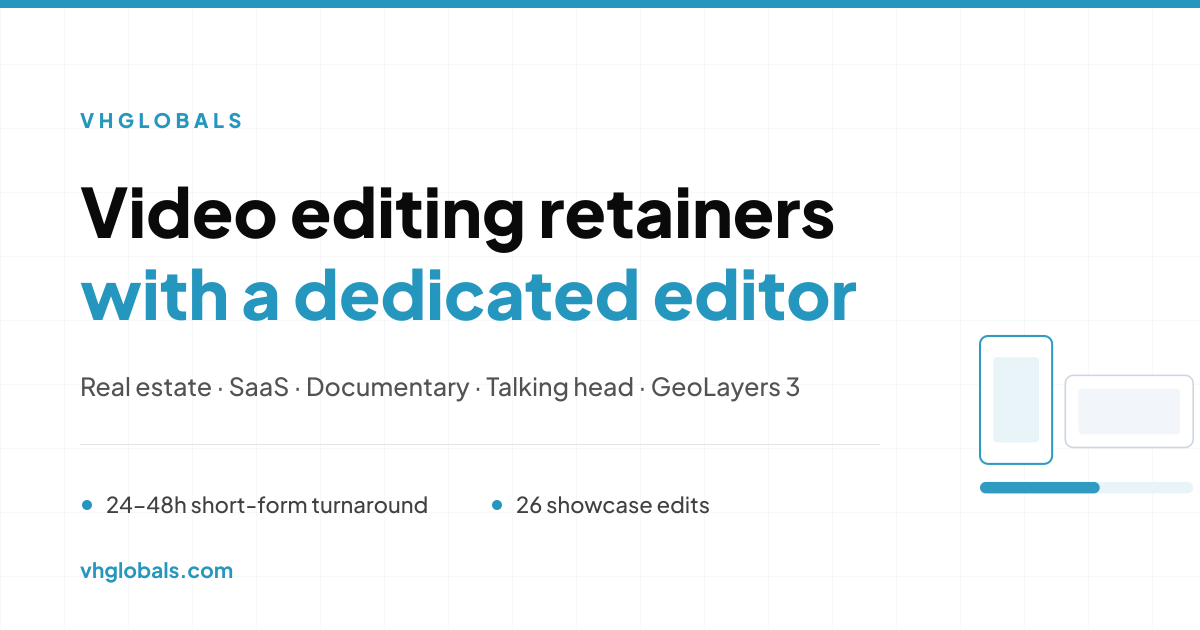 VHGLOBALS
Video editing retainers
with a dedicated editor
Real estate · SaaS · Documentary · Talking head · GeoLayers 3
24–48h short-form turnaround
26 showcase edits
vhglobals.com